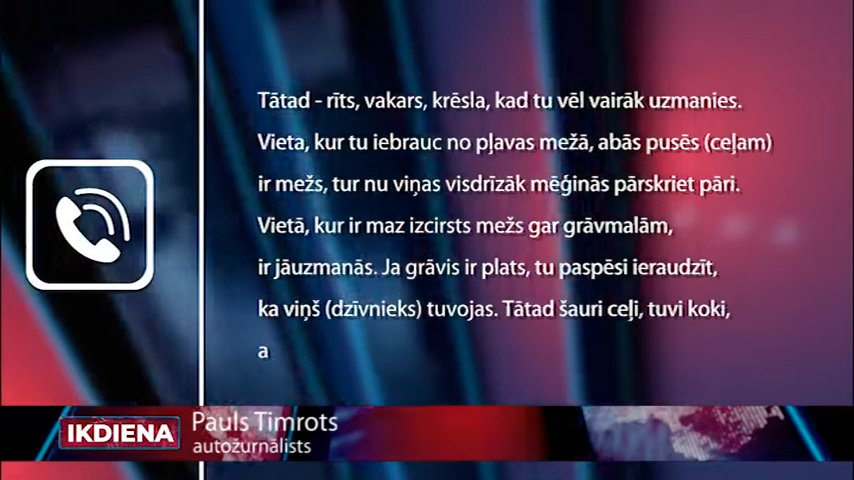 Tātad - rīts, vakars, krēsla, kad tu vēl vairāk uzmanies.
Vieta, kur tu iebrauc no pļavas mežā, abās pusēs (ceļam)
ir mežs, tur nu viņas visdrīzāk mēģinās pārskriet pāri.
Vietā, kur ir maz izcirsts mežs gar grāvmalām,
ir jāuzmanās. Ja grāvis ir plats, tu paspēsi ieraudzīt,
ka viņš (dzīvnieks) tuvojas. Tātad šauri ceļi, tuvi koki,
a
IKDIENA
Pauls Timrots
autožurnālists